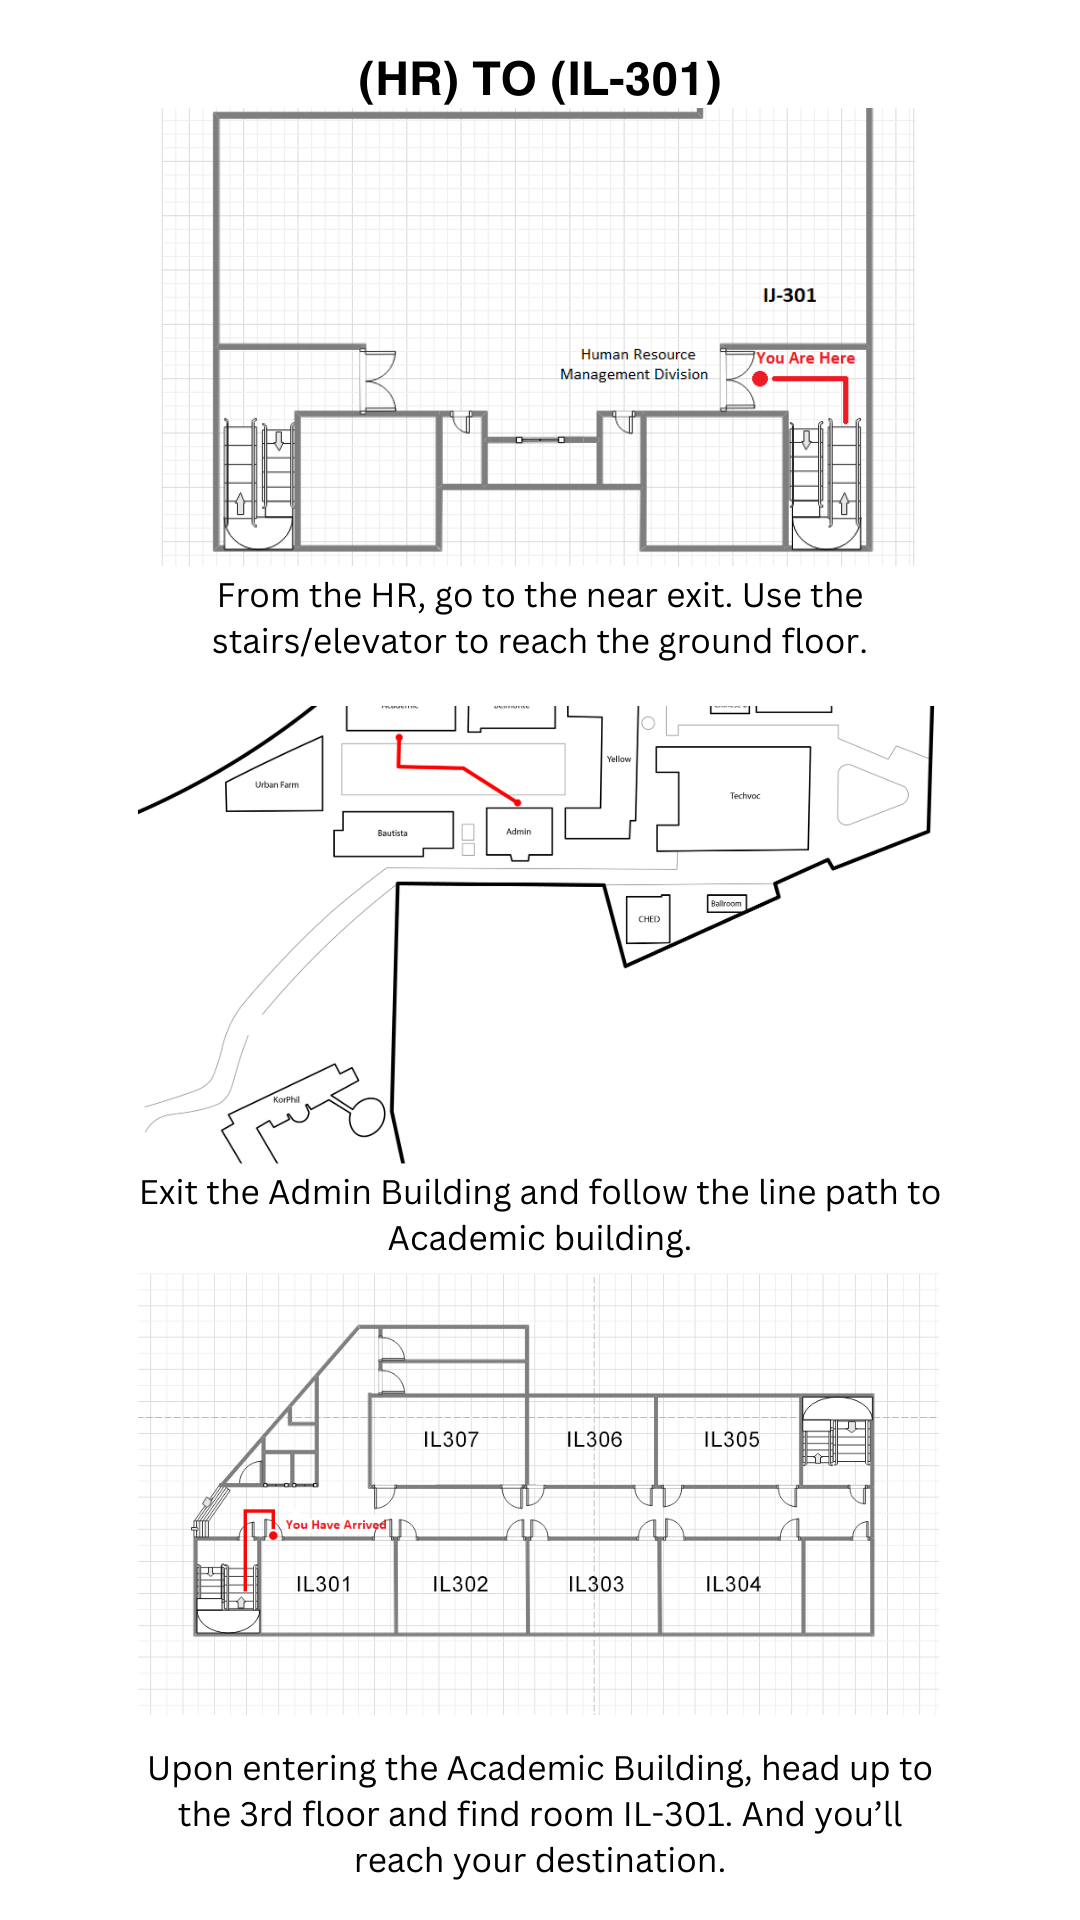 (HR) TO (IL-301)
IJ-301
Human Resource
Management Division
You Are Here
From the HR, go to the near exit. Use the
stairs/elevator to reach the ground floor.
Academic
Belmonte
Urban Farm
Yellow
Techvoc
Bautista
Admin
CHED
Ballroom
KorPhil
Exit the Admin Building and follow the line path to
Academic building.
IL307
IL306
IL305
You Have Arrived
IL301
IL302
IL303
IL304
Upon entering the Academic Building, head up to
the 3rd floor and find room IL-301. And you’ll
reach your destination.